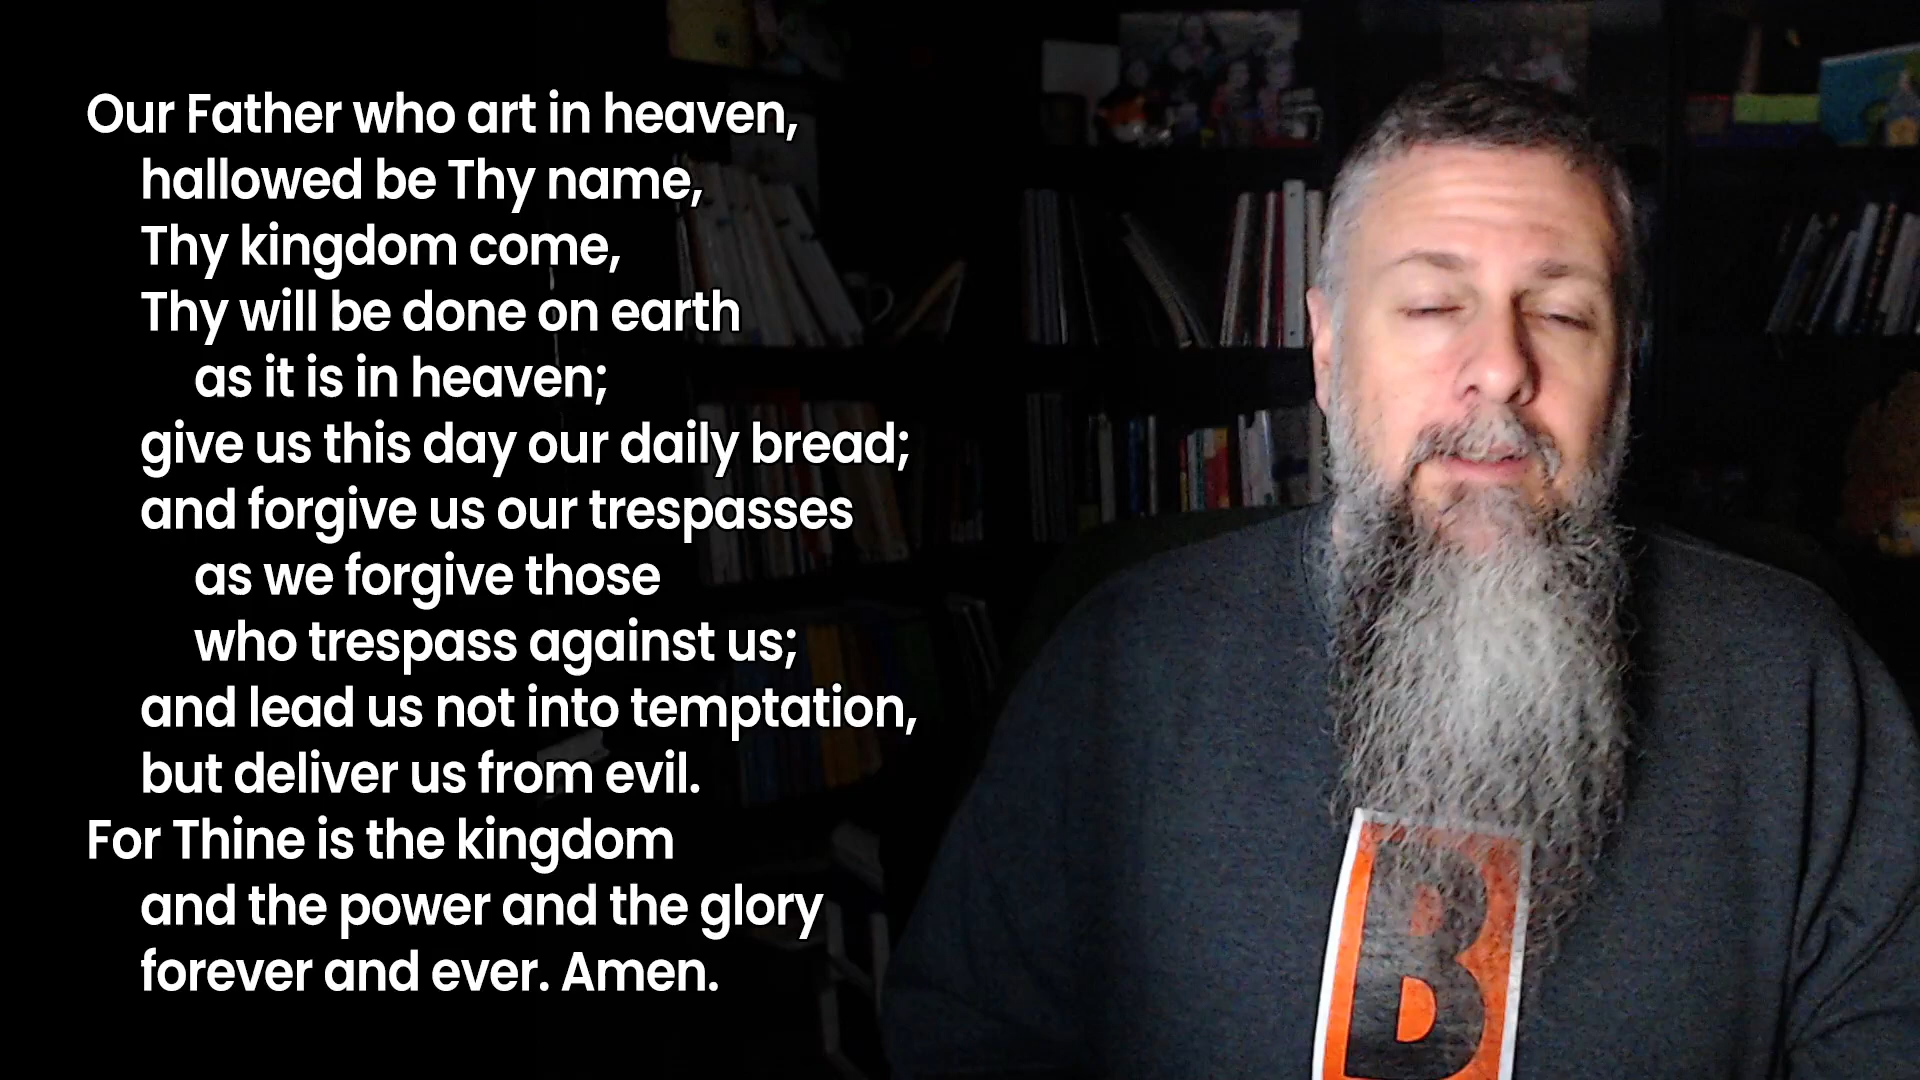 Our Father who art in heaven,
hallowed be Thy name,
Thy kingdom come,
Thy will be done on earth
as it is in heaven;
give us this day our daily bread;
and forgive us our trespasses
as we forgive those
who trespass against us;
and lead us not into temptation,
but deliver us from evil.
For Thine is the kingdom
and the power and the glory
forever and ever. Amen.
B